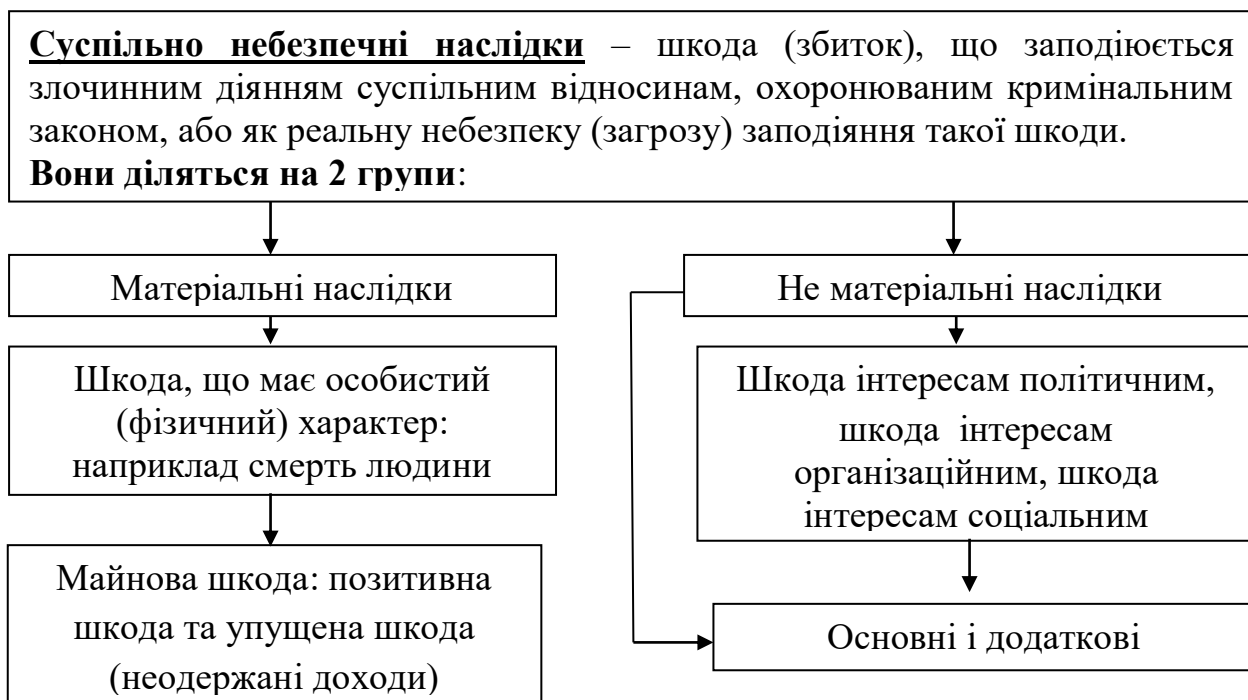 Суспільно небезпечні наслідки – шкода (збиток), що заподіюється
злочинним діянням суспільним відносинам, охоронюваним кримінальним
законом, або як реальну небезпеку (загрозу) заподіяння такої шкоди.
Вони діляться на 2 групи:
Матеріальні наслідки
Не матеріальні наслідки
Шкода, що має особистий
(фізичний) характер:
наприклад смерть людини
Шкода інтересам політичним,
шкода інтересам
організаційним, шкода
інтересам соціальним
Майнова шкода: позитивна
шкода та упущена шкода
(неодержані доходи)
Основні і додаткові